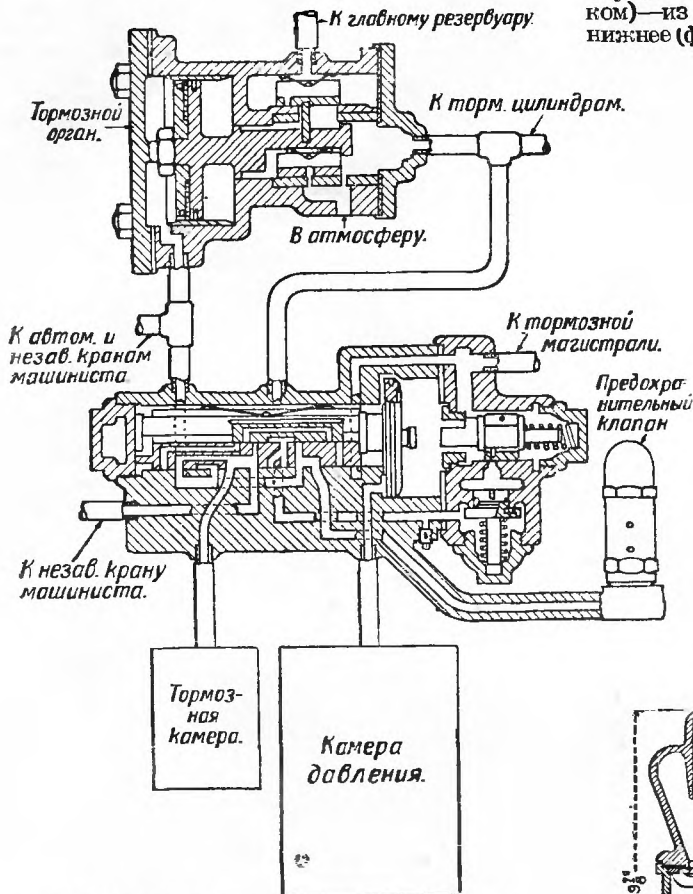 К главному резервуару.
ком)—из
нижнее (ф
Тормозной
орган.
К торм. цилиндрам.
В атмосферу.
К автом. и
незав. кранам
машиниста.
К тормозной
магистрали.
Предохра-
нительный
клапан
К незав. крану
машиниста.
Тормоз-
ная
камера.
Камера
давления.